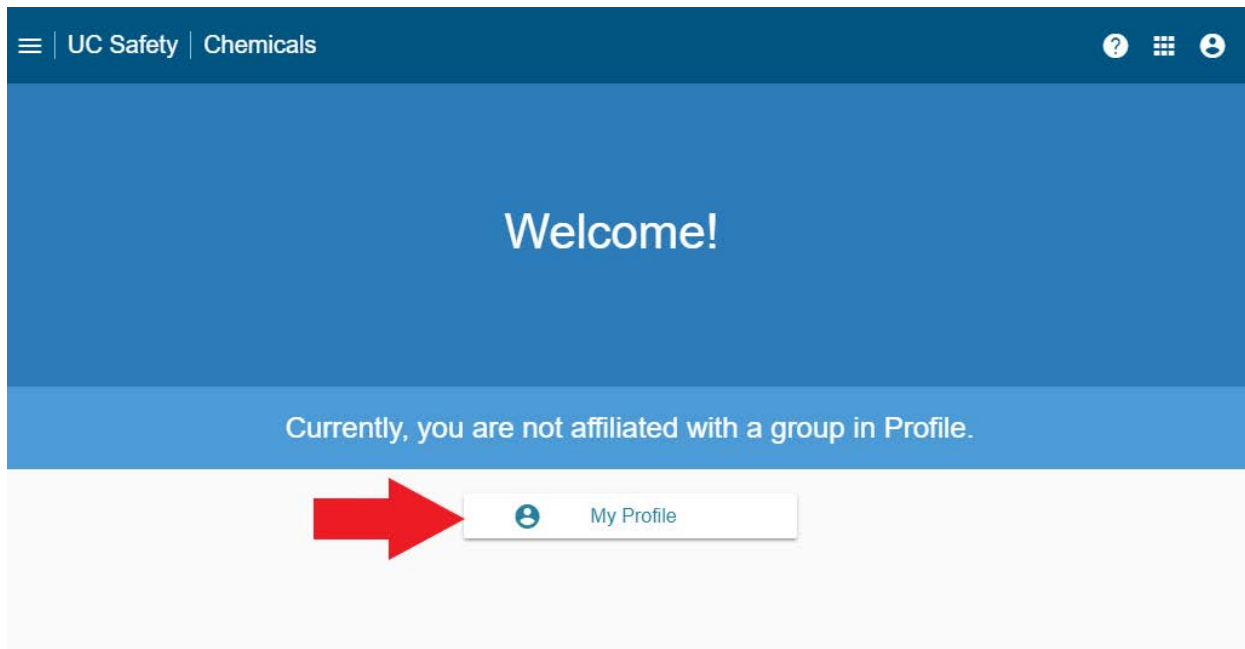 UC Safety Chemicals
Welcome!
Currently, you are not affiliated with a group in Profile.
My Profile